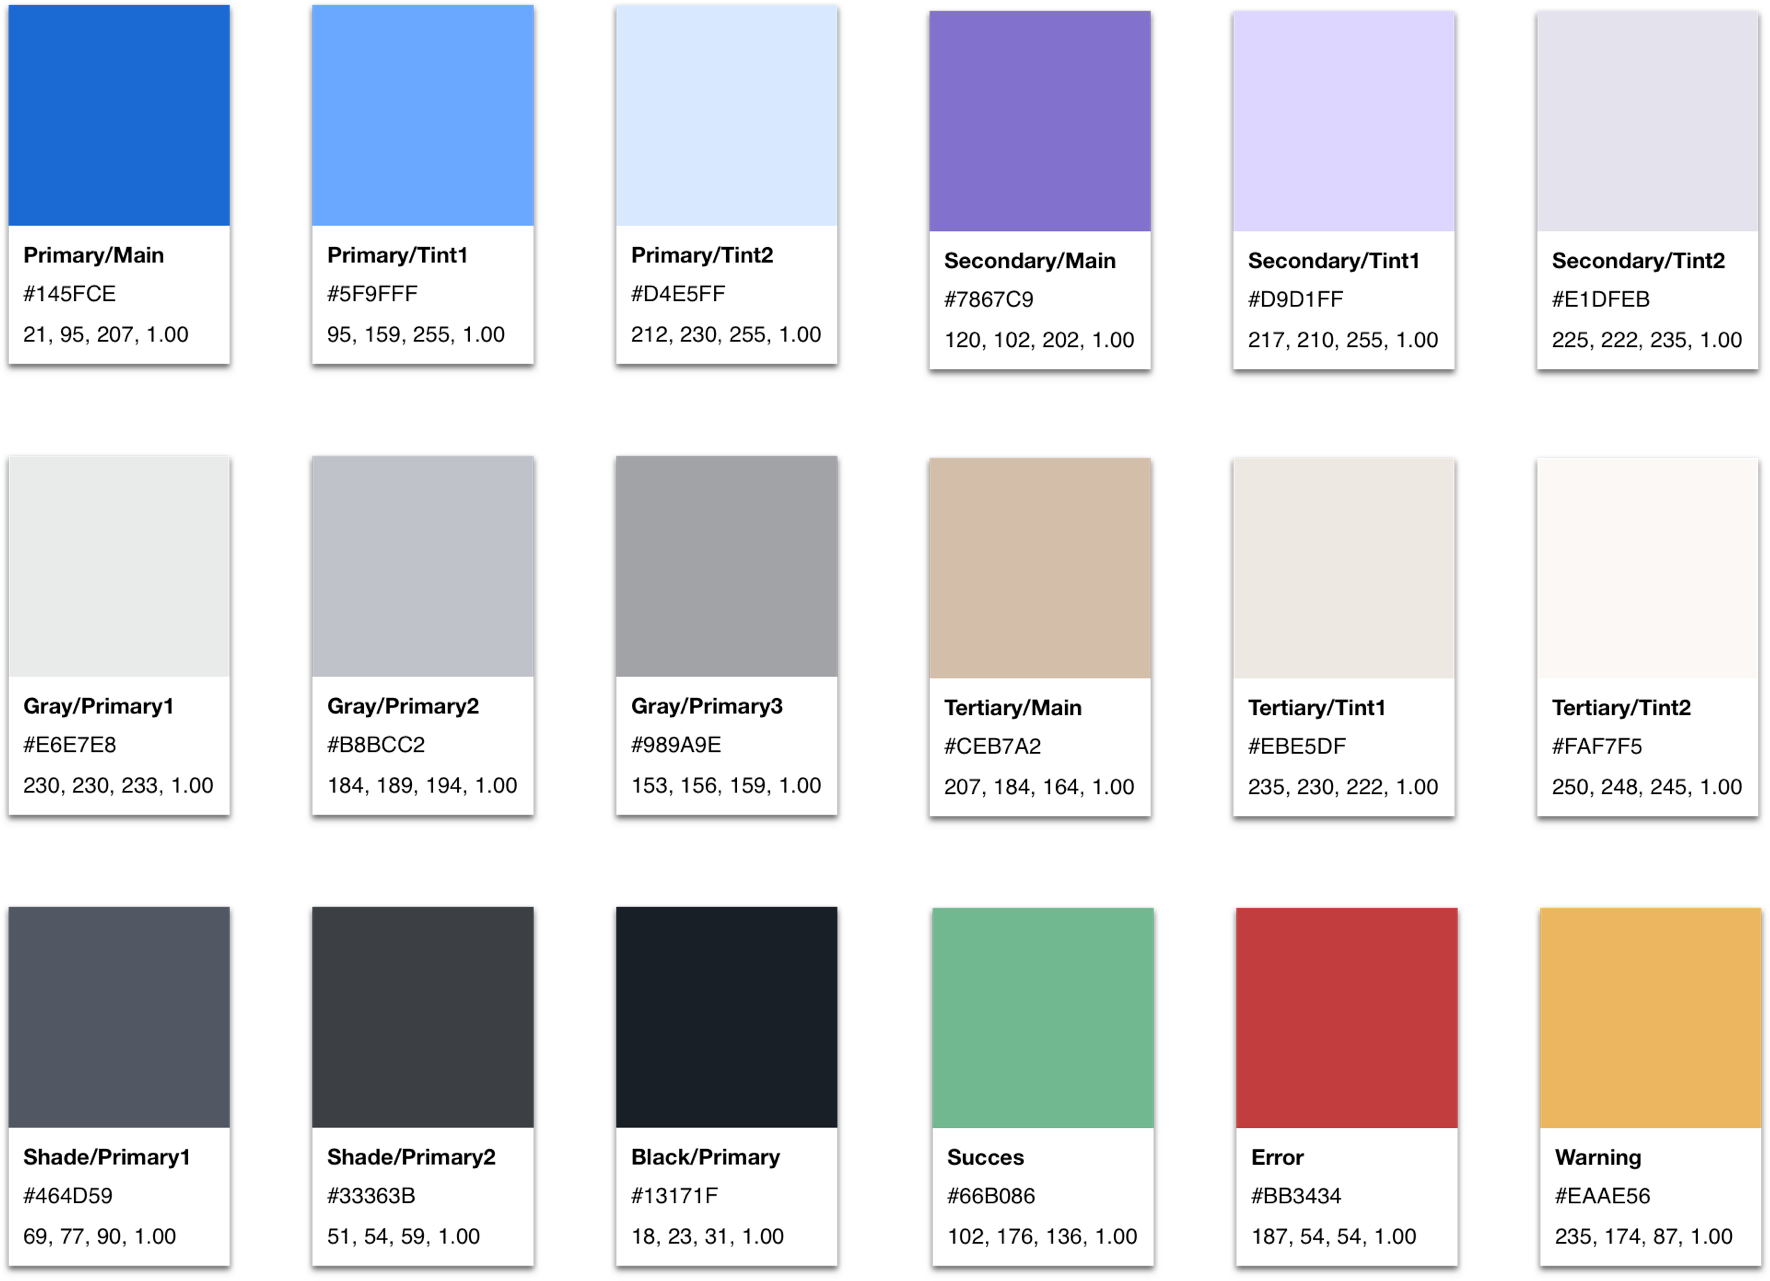 Primary/Main
#145FCE
21, 95, 207, 1.00
Primary/Tint1
#5F9FFF
95, 159, 255, 1.00
Primary/Tint2
#D4E5FF
212, 230, 255, 1.00
Secondary/Main
#7867C9
120, 102, 202, 1.00
Secondary/Tint1
#D9D1FF
217, 210, 255, 1.00
Secondary/Tint2
#E1DFEB
225, 222, 235, 1.00
Gray/Primary1
#E6E7E8
230, 230, 233, 1.00
Gray/Primary2
#B8BCC2
184, 189, 194, 1.00
Gray/Primary3
#989A9E
153, 156, 159, 1.00
Tertiary/Main
#CEB7A2
207, 184, 164, 1.00
Tertiary/Tint1
#EBE5DF
235, 230, 222, 1.00
Tertiary/Tint2
#FAF7F5
250, 248, 245, 1.00
Shade/Primary1
#464D59
69, 77, 90, 1.00
Shade/Primary2
#33363B
51, 54, 59, 1.00
Black/Primary
#13171F
18, 23, 31, 1.00
Succes
#66B086
102, 176, 136, 1.00
Error
#BB3434
187, 54, 54, 1.00
Warning
#EAAE56
235, 174, 87, 1.00